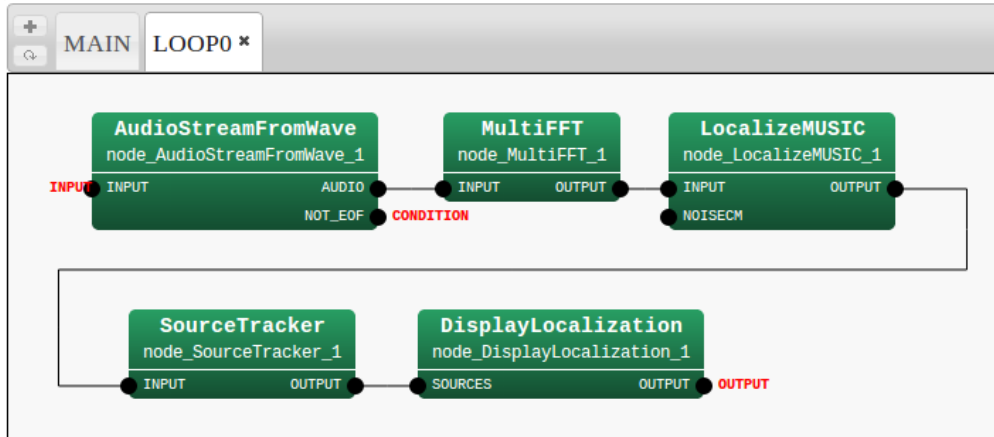 MAIN LOOP0 ✖
AudioStreamFromWave
node_AudioStreamFromWave_1
INPUT INPUT AUDIO
NOT_EOF CONDITION
MultiFFT
node_MultiFFT_1
INPUT OUTPUT
LocalizeMUSIC
node_LocalizeMUSIC_1
INPUT OUTPUT
NOISECM
SourceTracker
node_SourceTracker_1
INPUT OUTPUT
DisplayLocalization
node_DisplayLocalization_1
SOURCES OUTPUT OUTPUT